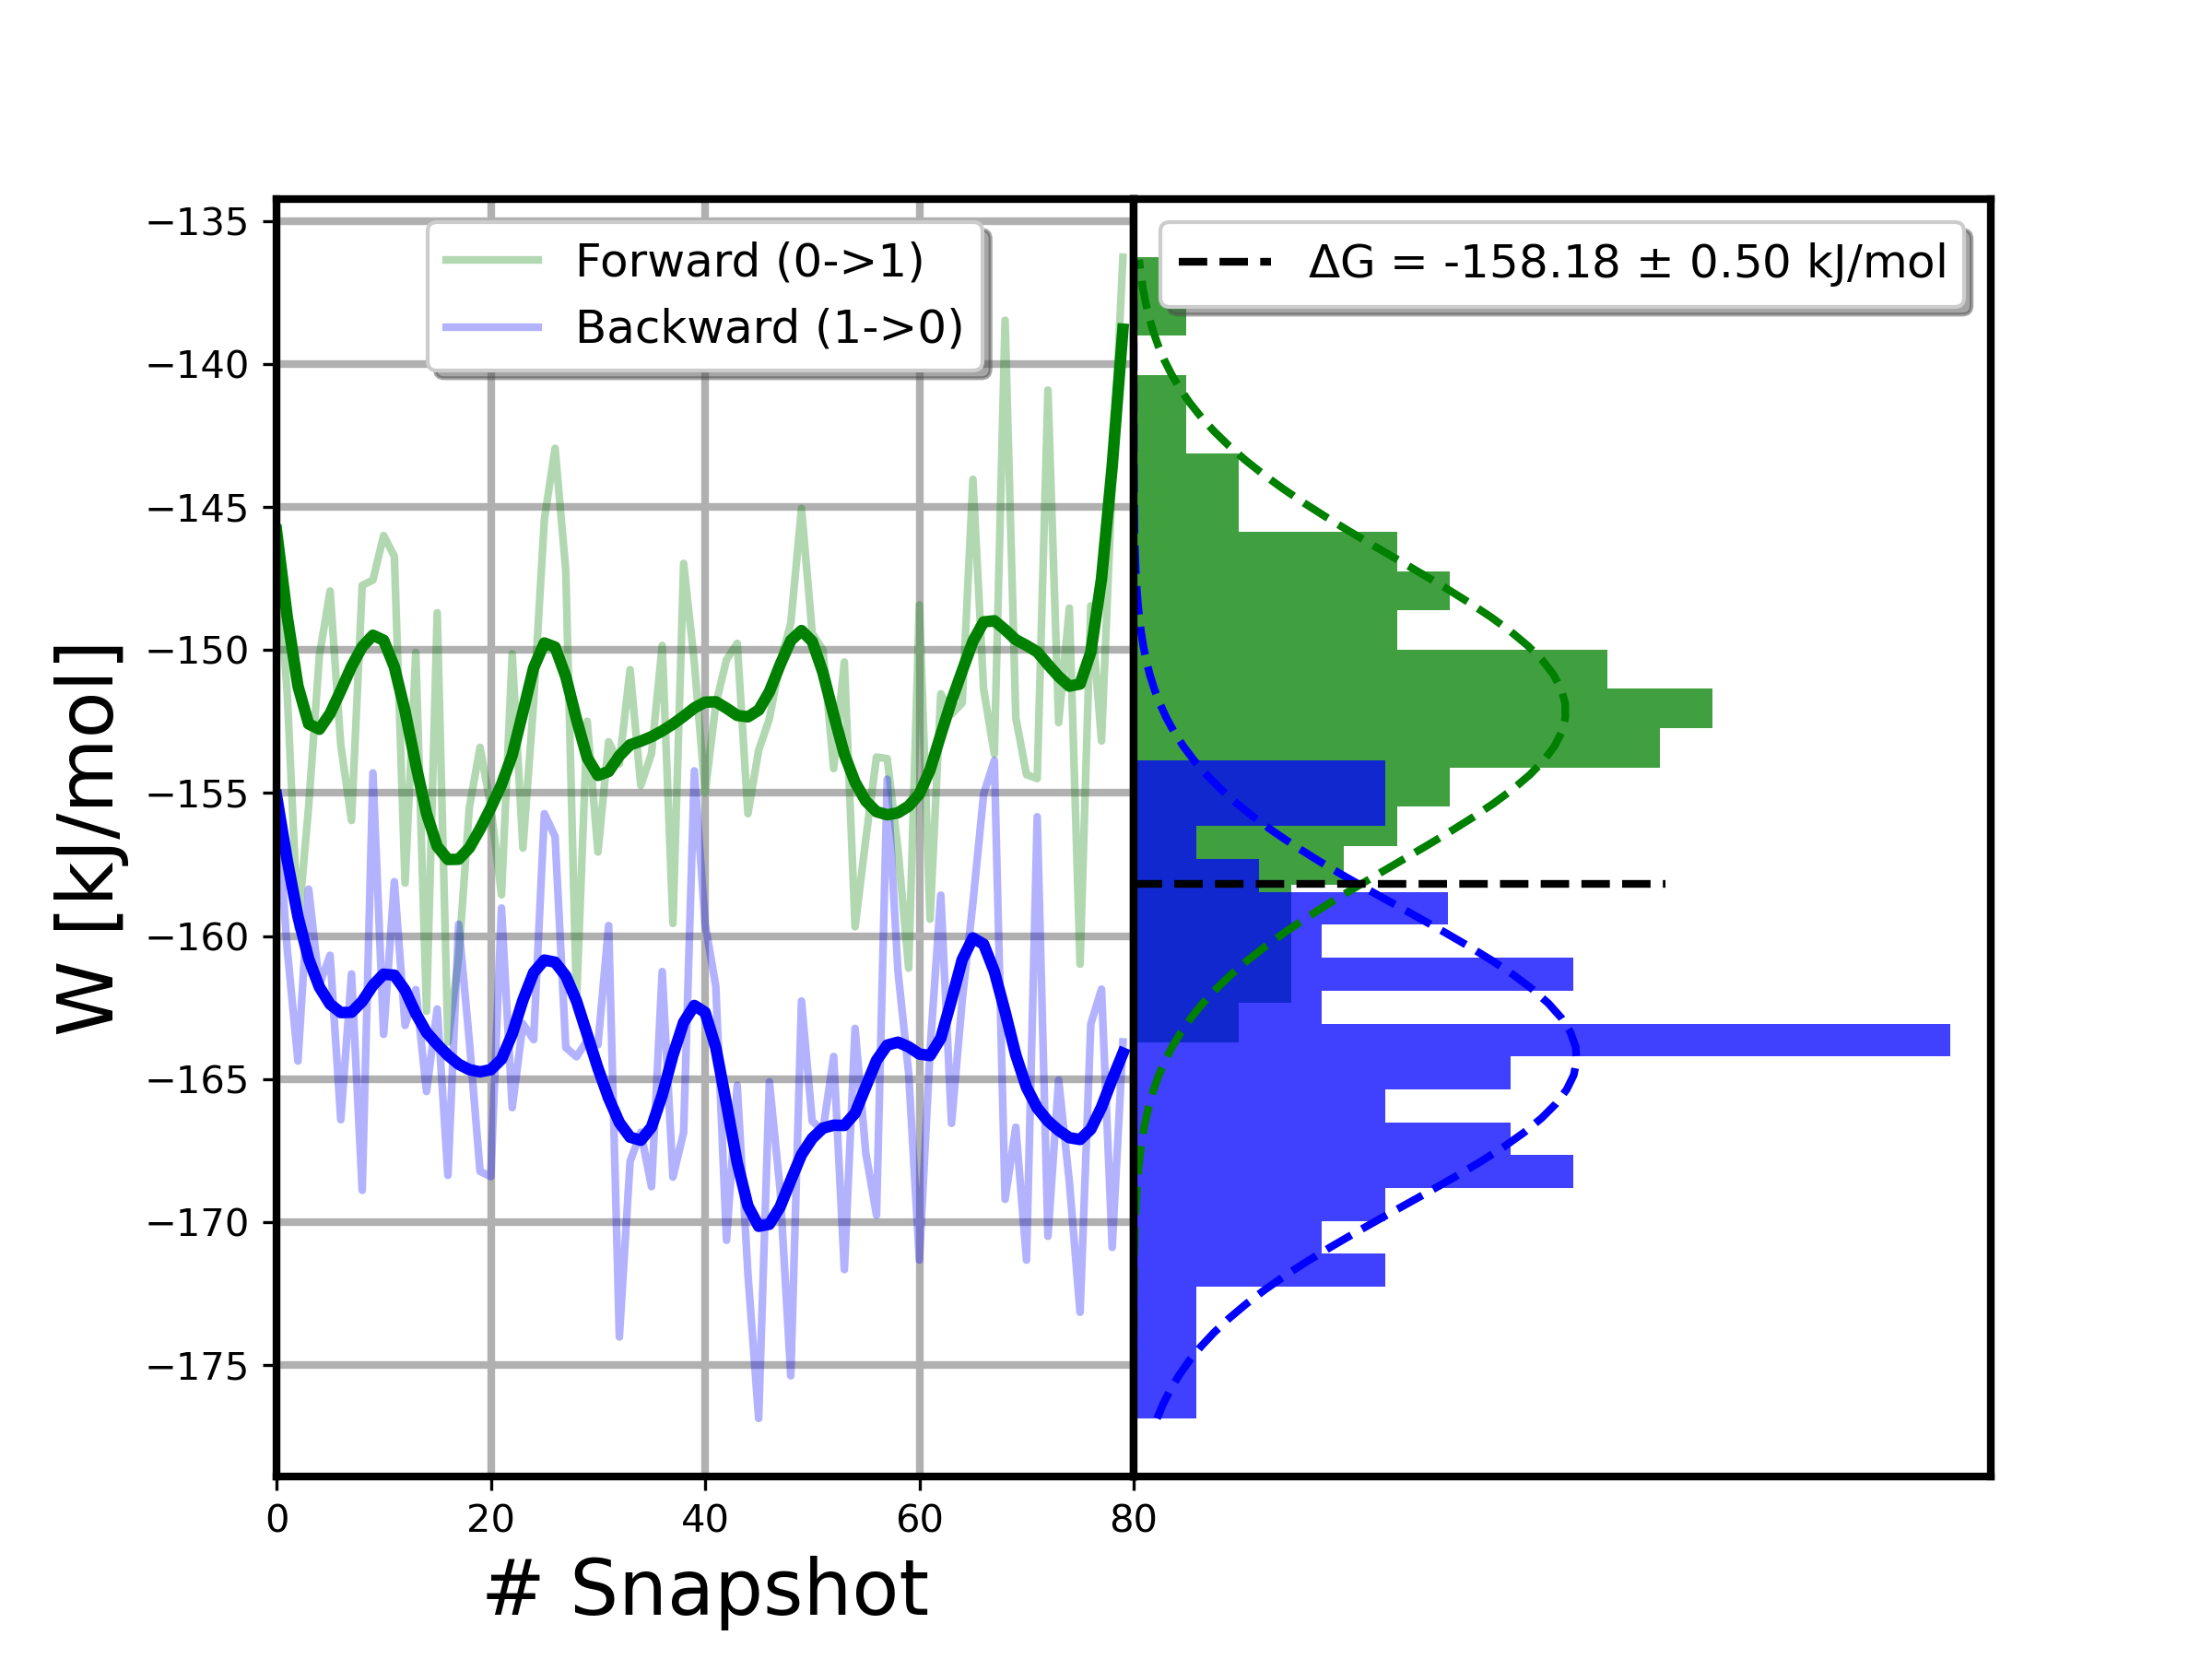 Forward (0->1)
Backward (1->0)
ΔG = -158.18 ± 0.50 kJ/mol
W [kJ/mol]
−135
−140
−145
−150
−155
−160
−165
−170
−175
0 20 40 60 80
# Snapshot